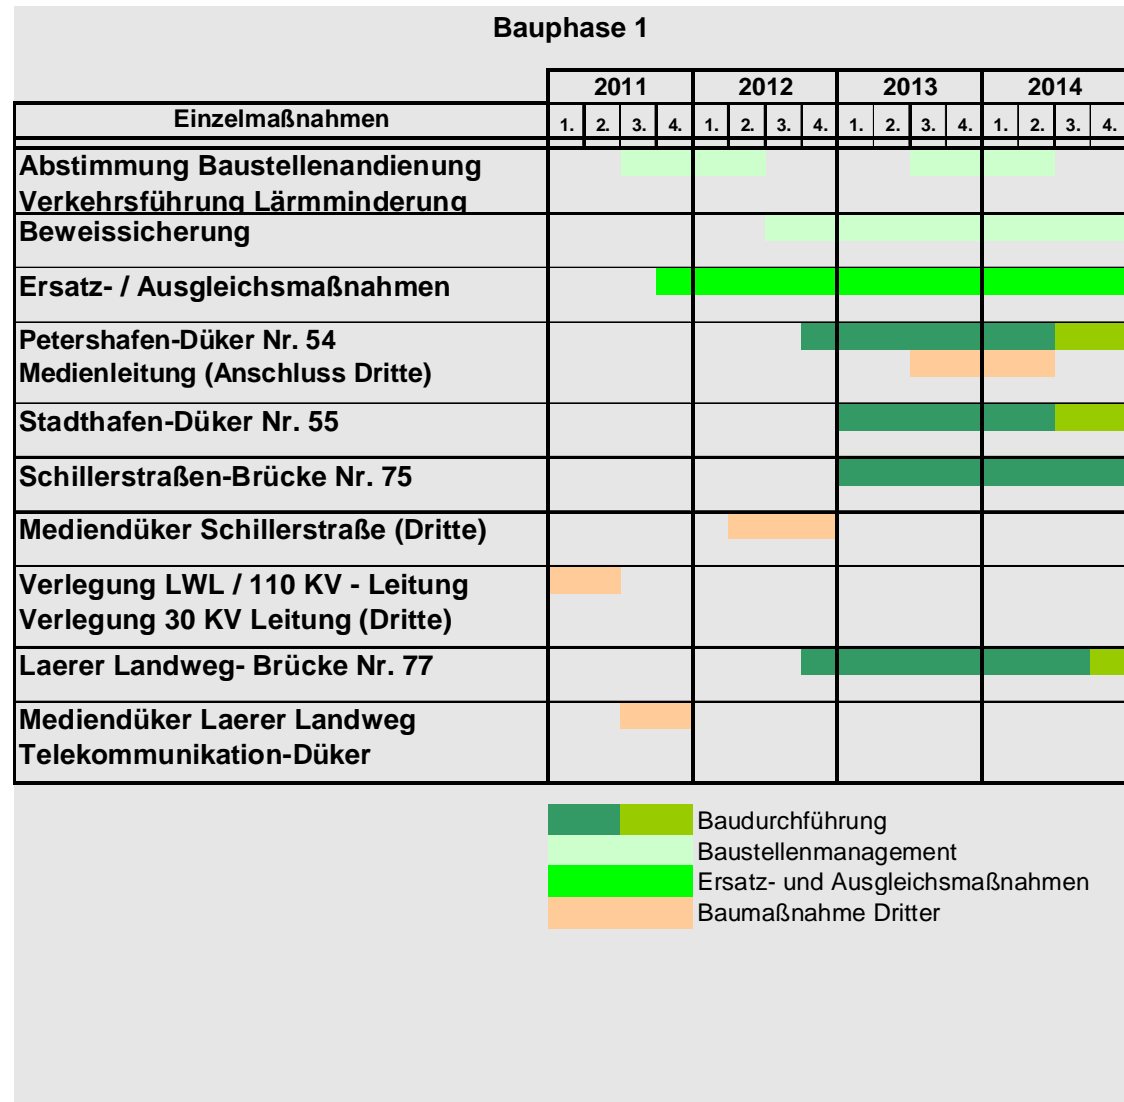 Bauphase 1
2011 2012 2013 2014
Einzelmaßnahmen 1. 2. 3. 4. 1. 2. 3. 4. 1. 2. 3. 4. 1. 2. 3. 4.
Abstimmung Baustellenandienung
Verkehrsführung Lärmminderung
Beweissicherung
Ersatz- / Ausgleichsmaßnahmen
Petershafen-Düker Nr. 54
Medienleitung (Anschluss Dritte)
Stadthafen-Düker Nr. 55
Schillerstraßen-Brücke Nr. 75
Mediendüker Schillerstraße (Dritte)
Verlegung LWL / 110 KV - Leitung
Verlegung 30 KV Leitung (Dritte)
Laerer Landweg- Brücke Nr. 77
Mediendüker Laerer Landweg
Telekommunikation-Düker
Baudurchführung
Baustellenmanagement
Ersatz- und Ausgleichsmaßnahmen
Baumaßnahme Dritter